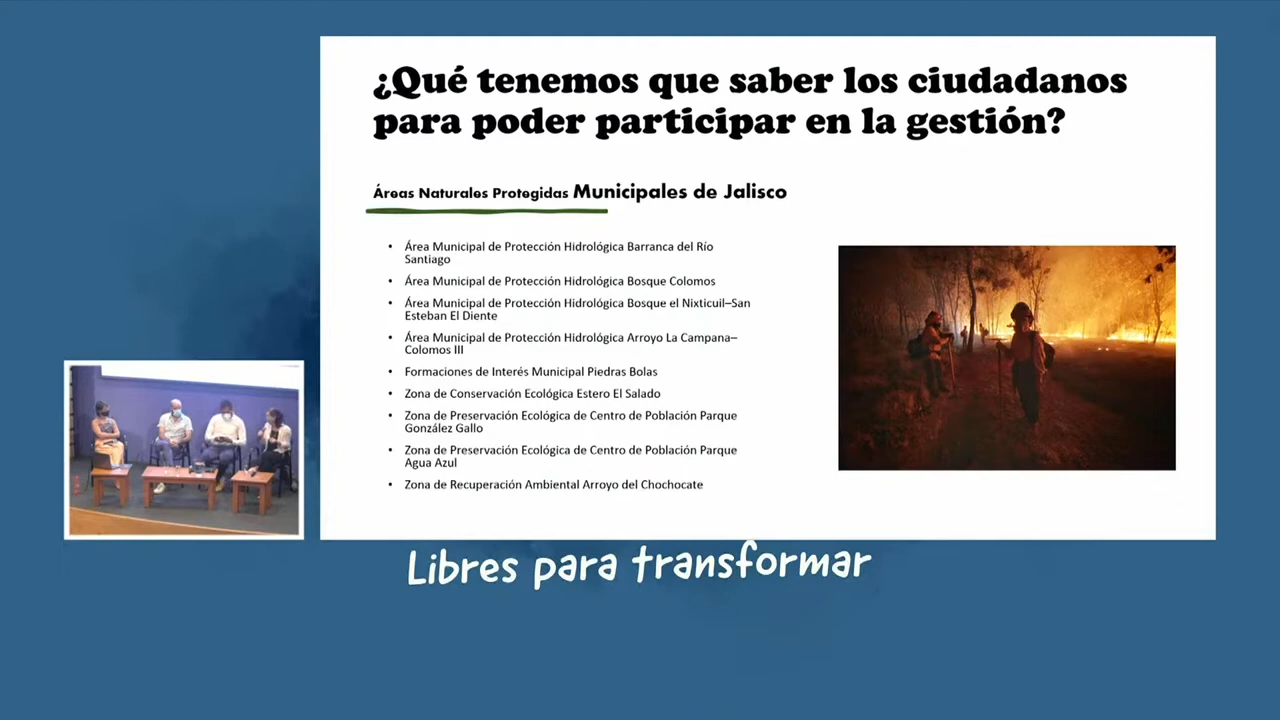 ¿Qué tenemos que saber los ciudadanos
para poder participar en la gestión?
Áreas Naturales Protegidas Municipales de Jalisco
• Área Municipal de Protección Hidrológica Barranca del Río
Santiago
• Área Municipal de Protección Hidrológica Bosque Colomos
• Área Municipal de Protección Hidrológica Bosque el Nixticuil–San
Esteban El Diente
• Área Municipal de Protección Hidrológica Arroyo La Campana–
Colomos III
• Formaciones de Interés Municipal Piedras Bolas
• Zona de Conservación Ecológica Estero El Salado
• Zona de Preservación Ecológica de Centro de Población Parque
González Gallo
• Zona de Preservación Ecológica de Centro de Población Parque
Agua Azul
• Zona de Recuperación Ambiental Arroyo del Chochocate
Libres para transformar